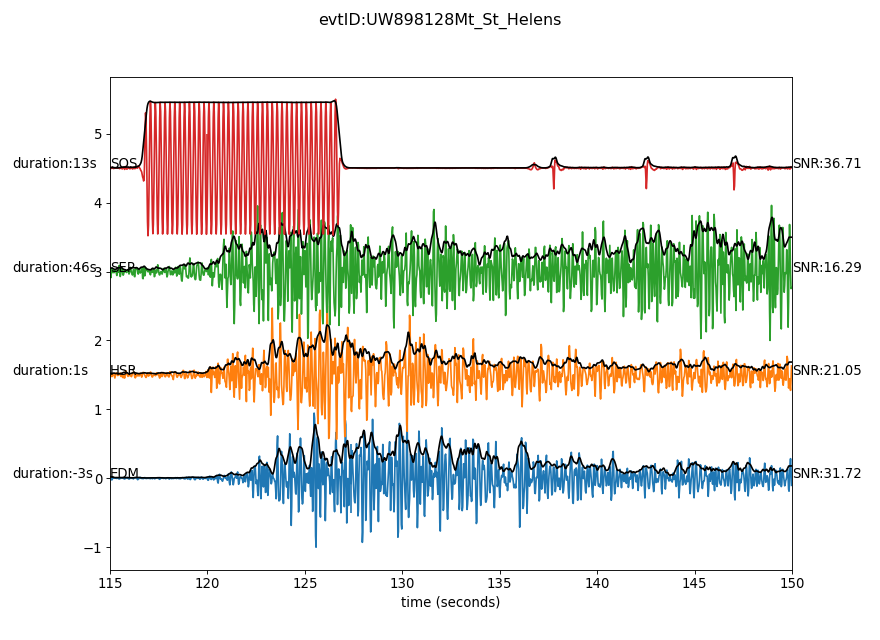 evtID:UW898128Mt_St_Helens
5
duration:13s SOS SNR:36.71
4
duration:46s 3 SEP SNR:16.29
2
duration:1s HSR SNR:21.05
1
duration:-3s 0 EDM SNR:31.72
−1
115 120 125 130 135 140 145 150
time (seconds)